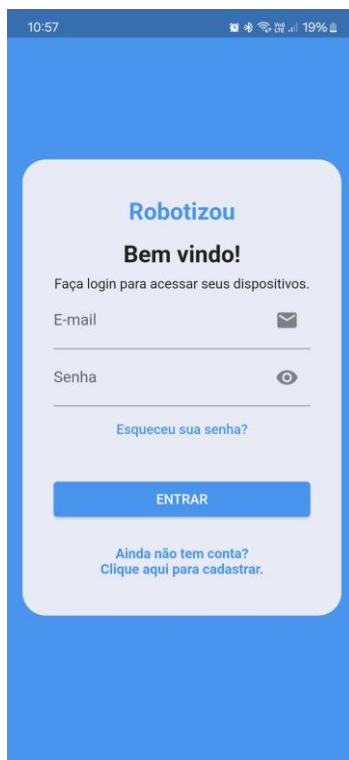 10:57 19%
Robotizou
Bem vindo!
Faça login para acessar seus dispositivos.
E-mail
Senha
Esqueceu sua senha?
ENTRAR
Ainda não tem conta?
Clique aqui para cadastrar.